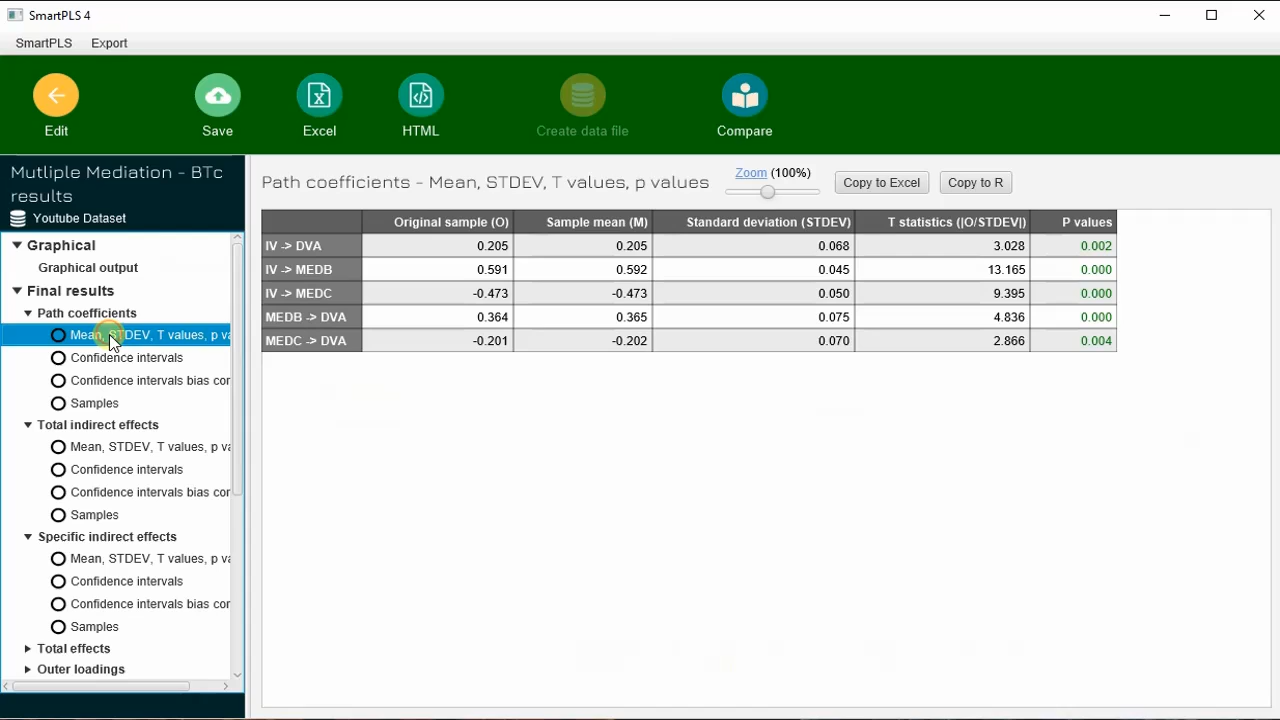 SmartPLS 4
SmartPLS Export
Edit Save Excel HTML Create data file Compare
Mutliple Mediation - BTc
results
Youtube Dataset
Graphical
Graphical output
Final results
Path coefficients
Mean, STDEV, T values, p va
Confidence intervals
Confidence intervals bias cor
Samples
Total indirect effects
Mean, STDEV, T values, p va
Confidence intervals
Confidence intervals bias cor
Samples
Specific indirect effects
Mean, STDEV, T values, p va
Confidence intervals
Confidence intervals bias cor
Samples
Total effects
Outer loadings
Path coefficients - Mean, STDEV, T values, p values
Zoom (100%)
Copy to Excel
Copy to R
Original sample (O) Sample mean (M) Standard deviation (STDEV) T statistics (|O/STDEV|) P values
IV -> DVA 0.205 0.205 0.068 3.028 0.002
IV -> MEDB 0.591 0.592 0.045 13.165 0.000
IV -> MEDC -0.473 -0.473 0.050 9.395 0.000
MEDB -> DVA 0.364 0.365 0.075 4.836 0.000
MEDC -> DVA -0.201 -0.202 0.070 2.866 0.004